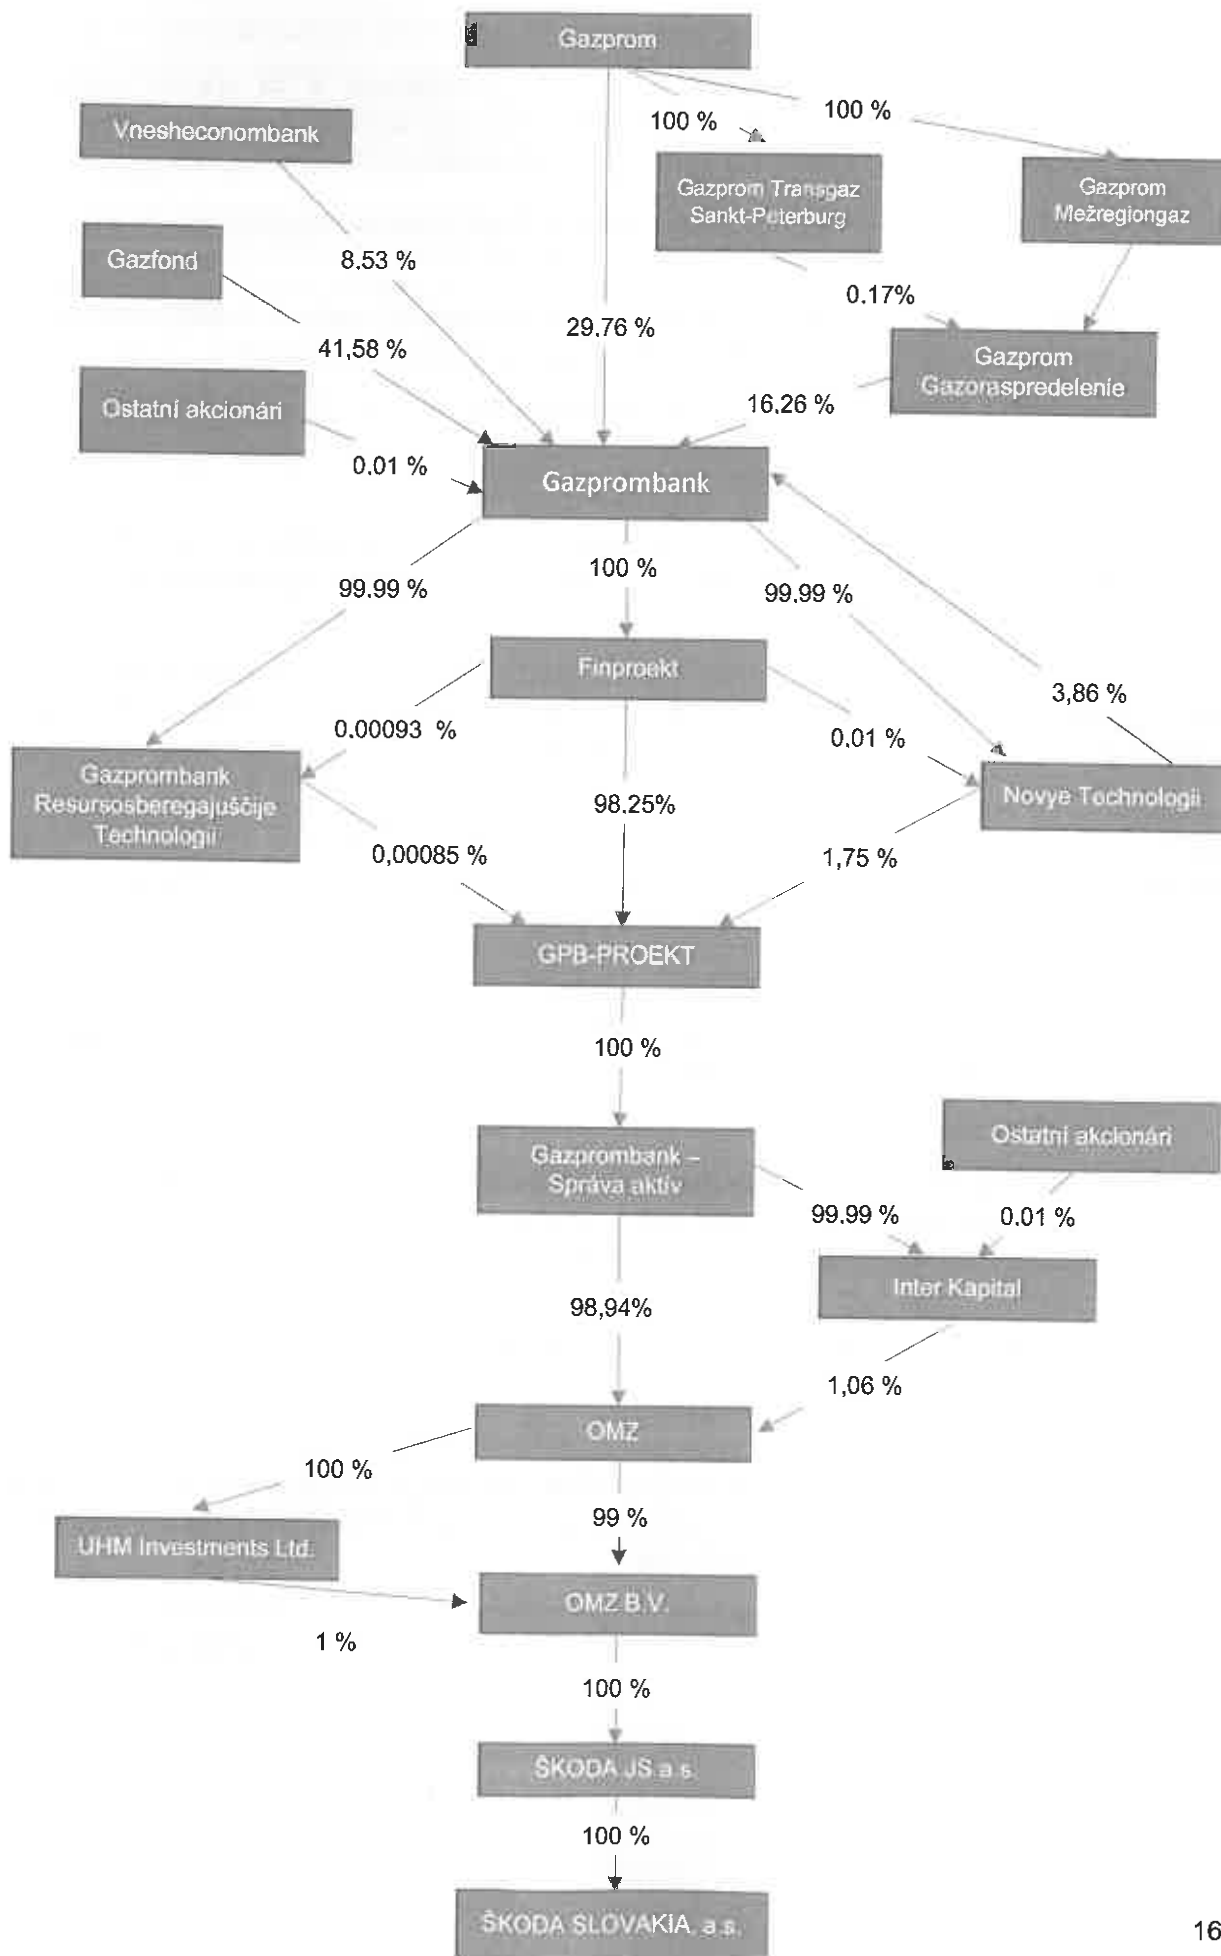 Gazprom
Vnesheconombank
100 %
100 %
Gazprom Transgaz
Sankt-Peterburg
Gazprom
Mežregiongaz
Gazfond
8.53 %
0.17%
29.76 %
41,58 %
Gazprom
Gazoraspredelenie
Ostatní akcionári
16,26 %
0.01 %
Gazprombank
100 %
99.99 %
99.99 %
Finproekt
3,86 %
0.00093 %
0.01 %
Gazprombank
Resursosberegajuščije
Technologii
98.25%
Novye Technologii
0,00085 %
1,75 %
GPB-PROEKT
100 %
Ostatní akcionári
Gazprombank –
Správa aktív
99.99 %
0.01 %
Inter Kapital
98,94%
1,06 %
OMZ
100 %
99 %
UHM Investments Ltd.
OMZ B.V.
1 %
100 %
ŠKODA JS a.s.
100 %
ŠKODA SLOVAKIA, a.s.
16